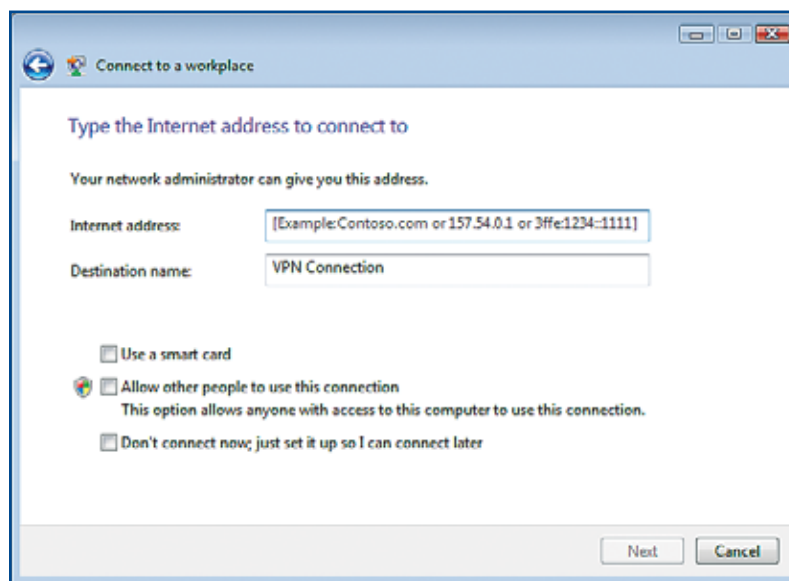 Connect to a workplace
Type the Internet address to connect to
Your network administrator can give you this address.
Internet address: [Example:Contoso.com or 157.54.0.1 or 3ffe:1234::1111]
Destination name: VPN Connection
Use a smart card
Allow other people to use this connection
This option allows anyone with access to this computer to use this connection.
Don't connect now; just set it up so I can connect later
Next Cancel